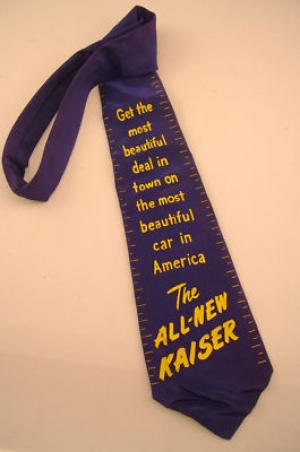 Get the
most
beautiful
deal in
town on
the most
beautiful
car in
America
The
ALL-NEW
KAISER